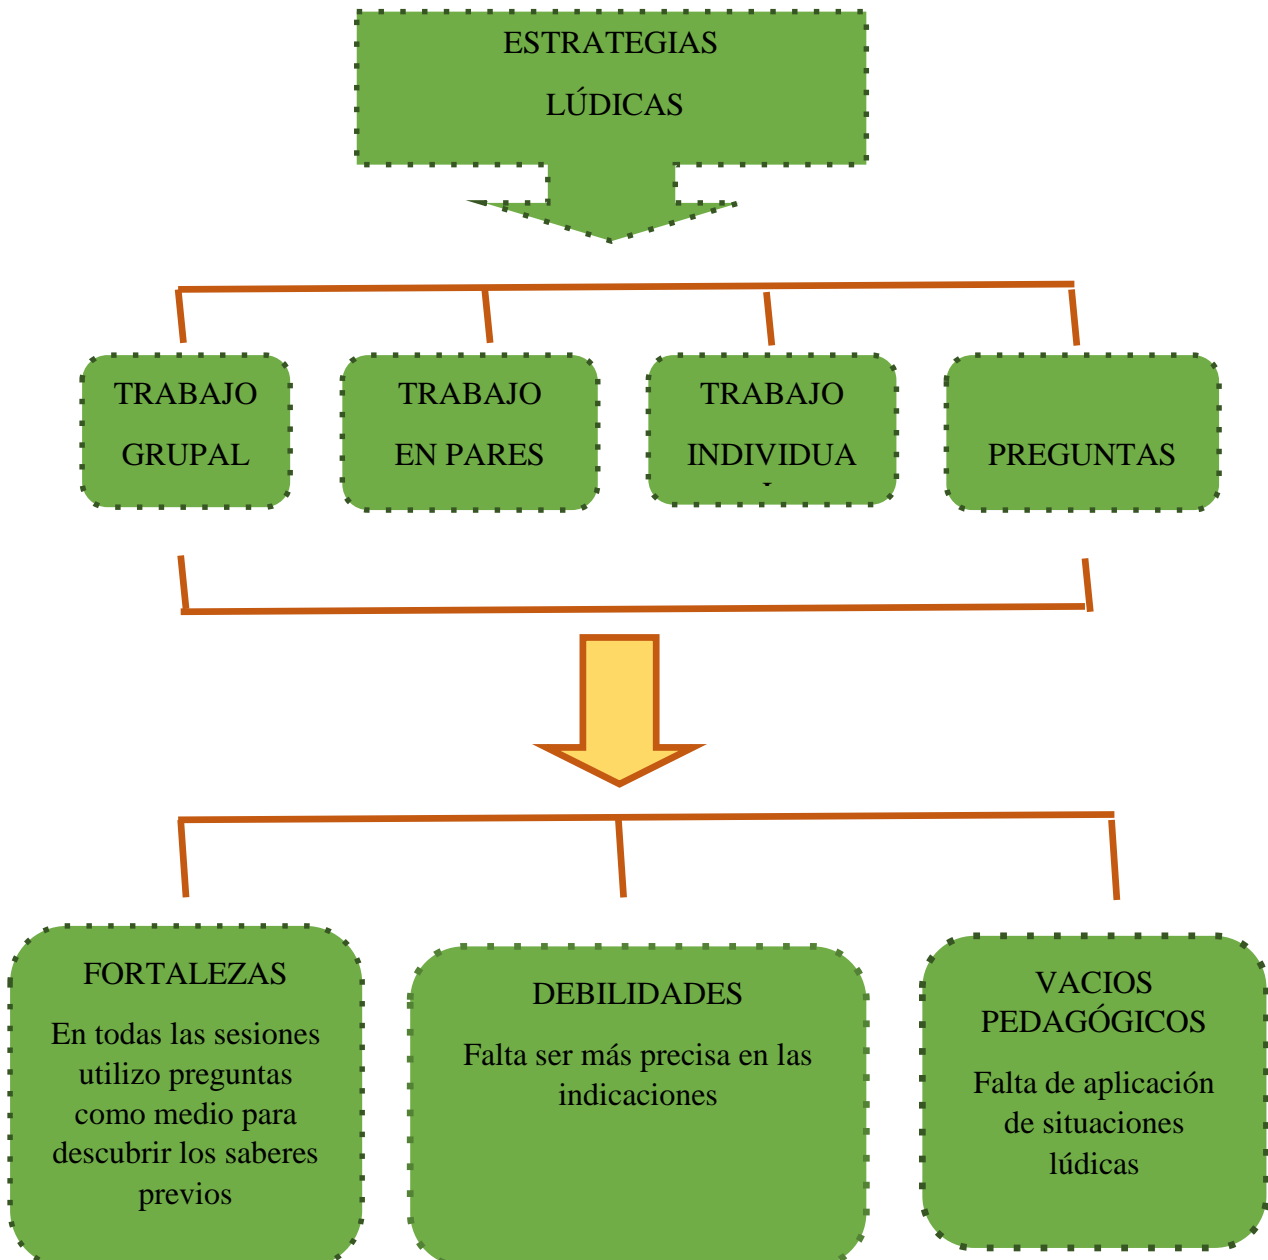 ESTRATEGIAS
LÚDICAS
TRABAJO
GRUPAL
TRABAJO
EN PARES
TRABAJO
INDIVIDUA
PREGUNTAS
FORTALEZAS
En todas las sesiones
utilizo preguntas
como medio para
descubrir los saberes
previos
DEBILIDADES
Falta ser más precisa en las
indicaciones
VACIOS
PEDAGÓGICOS
Falta de aplicación
de situaciones
lúdicas